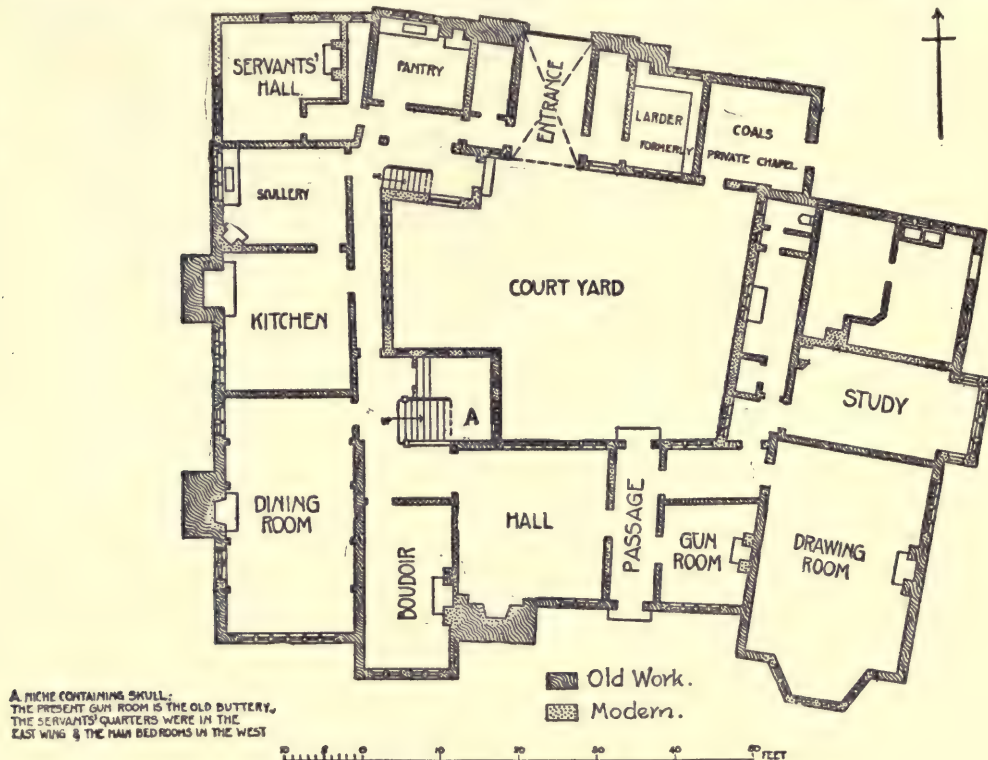 SERVANTS'
HALL.
PANTRY
ENTRANCE
LARDER
FORMERLY
COALS
PRIVATE CHAPEL
SCULLERY
COURT YARD
KITCHEN
STUDY
A
DINING
ROOM
HALL
PASSAGE
GUN
ROOM
DRAWING
ROOM
BOUDOIR
Old Work.
Modern.
A NICHE CONTAINING SKULL;
THE PRESENT GUN ROOM IS THE OLD BUTTERY.
THE SERVANTS' QUARTERS WERE IN THE
EAST WING & THE MAIN BEDROOMS IN THE WEST
10 5 0 10 20 30 40 50 FEET